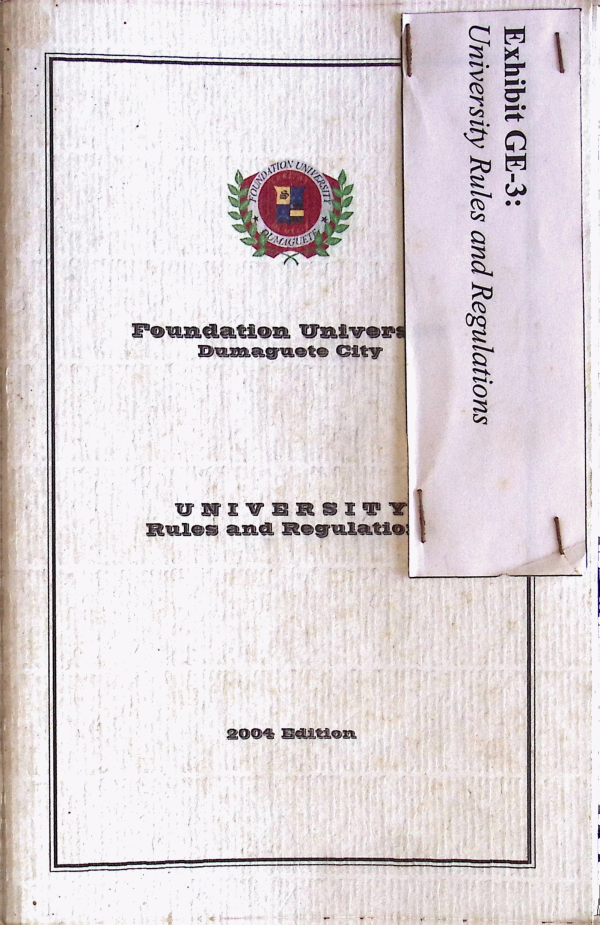 FOUNDATION UNIVERSITY
DUMAGUETE
Foundation Univers
Dumaguete City
UNIVERSITY
Rules and Regulatio
2004 Edition
Exhibit GE-3:
University Rules and Regulations